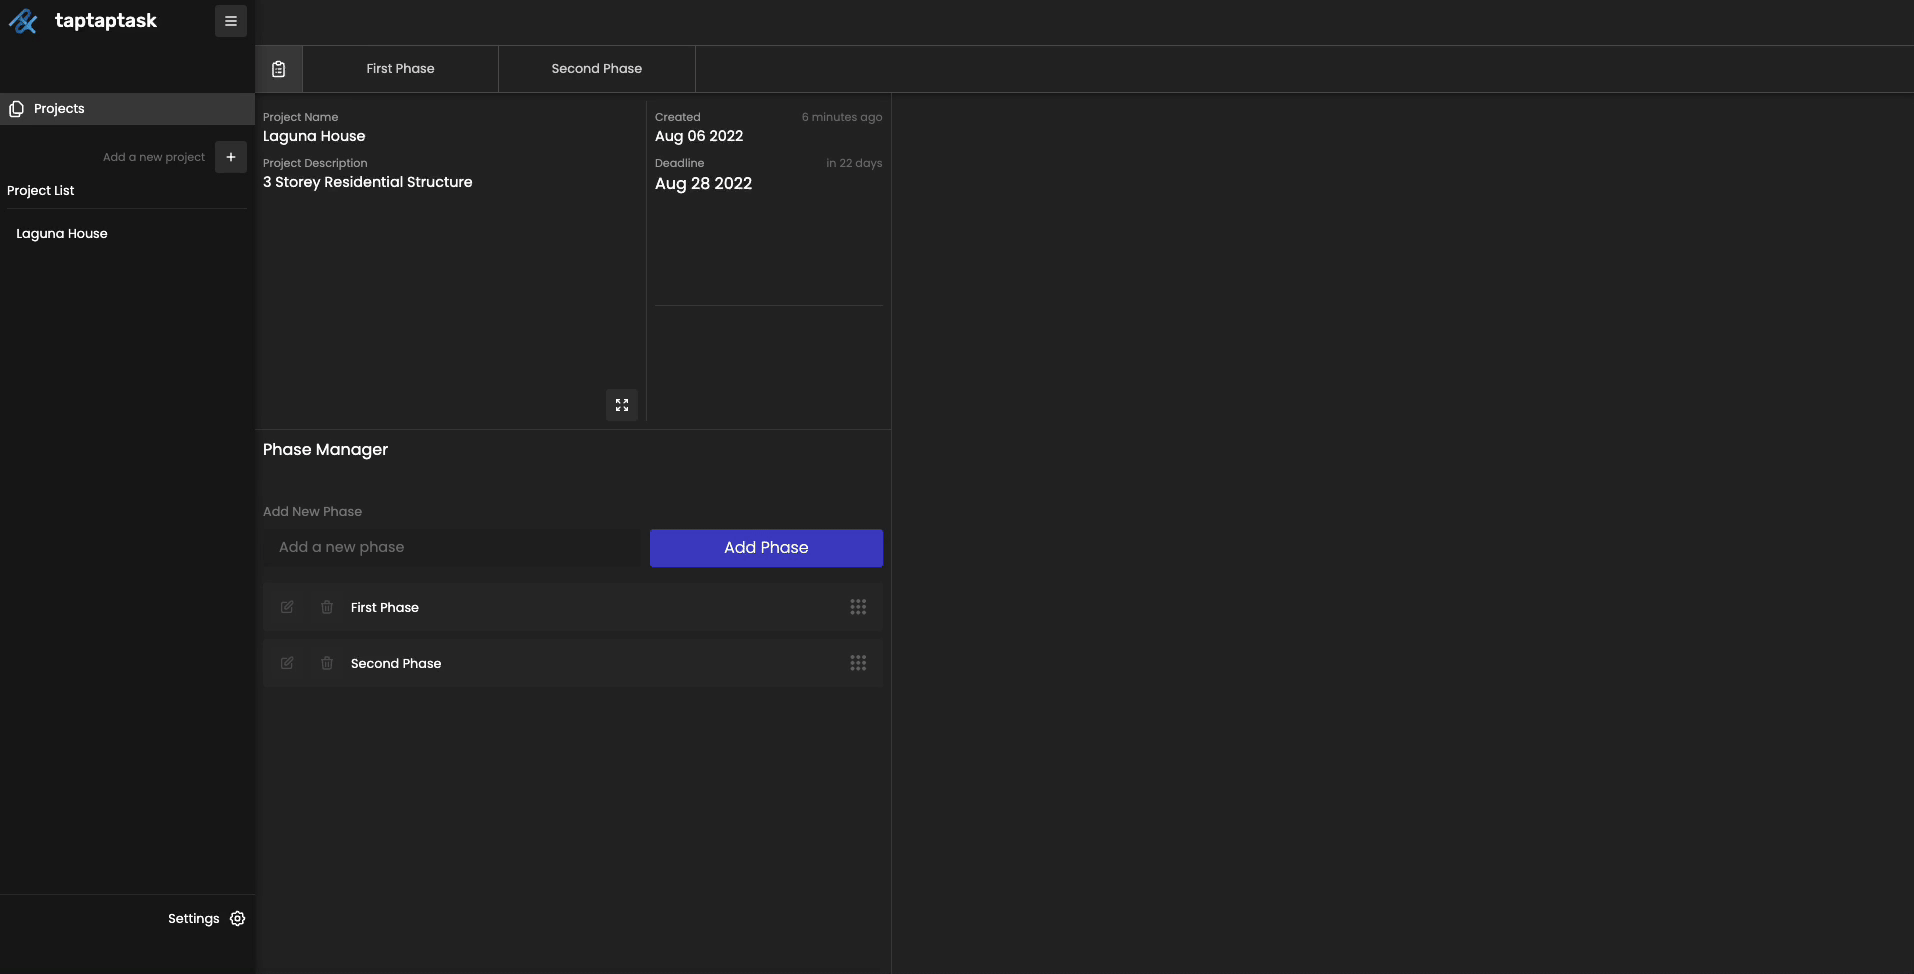 taptaptask
First Phase
Second Phase
Projects
Add a new project
Project List
Laguna House
Project Name
Laguna House
Project Description
3 Storey Residential Structure
Created 6 minutes ago
Aug 06 2022
Deadline in 22 days
Aug 28 2022
Phase Manager
Add New Phase
Add a new phase
Add Phase
First Phase
Second Phase
Settings